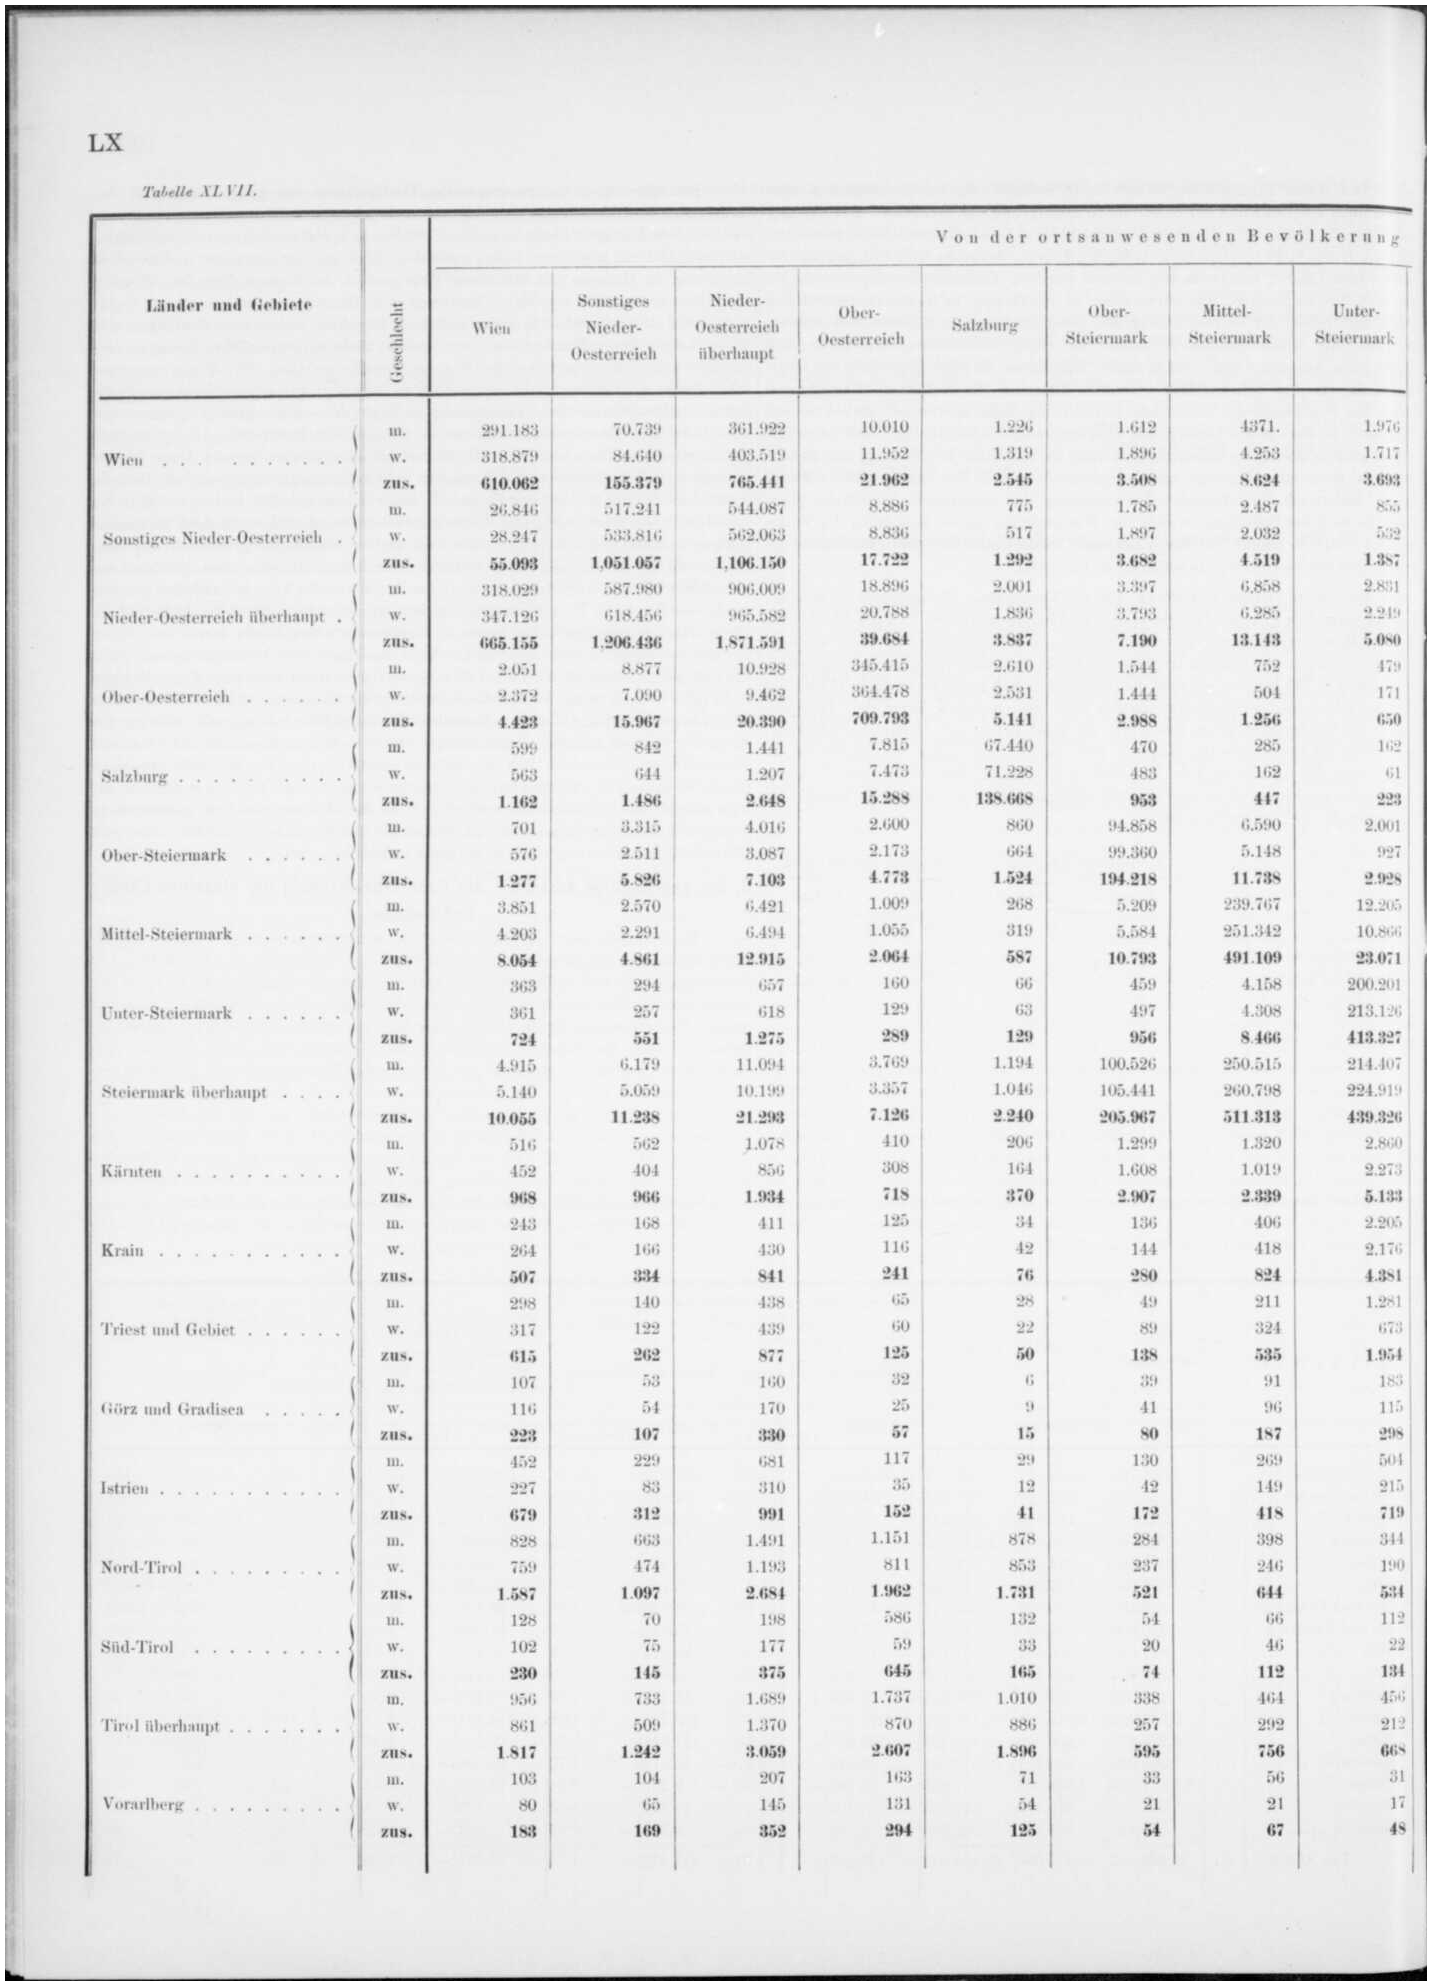 LX
Tabelle XLVII.
Von der ortsanwesenden Bevölkerung
Länder und Gebiete Geschlecht Wien Sonstiges Nieder-Oesterreich Nieder-Oesterreich überhaupt Ober-Oesterreich Salzburg Ober-Steiermark Mittel-Steiermark Unter-Steiermark
m. 291.183 70.739 361.922 10.010 1.226 1.612 4371. 1.976
Wien w. 318.879 84.640 403.519 11.952 1.319 1.896 4.253 1.717
zus. 610.062 155.379 765.441 21.962 2.545 3.508 8.624 3.693
m. 26.846 517.241 544.087 8.886 775 1.785 2.487 855
Sonstiges Nieder-Oesterreich . w. 28.247 533.816 562.063 8.836 517 1.897 2.032 532
zus. 55.093 1,051.057 1,106.150 17.722 1.292 3.682 4.519 1.387
m. 318.029 587.980 906.009 18.896 2.001 3.397 6.858 2.831
Nieder-Oesterreich überhaupt . w. 347.126 618.456 965.582 20.788 1.836 3.793 6.285 2.249
zus. 665.155 1,206.436 1,871.591 39.684 3.837 7.190 13.143 5.080
m. 2.051 8.877 10.928 345.415 2.610 1.544 752 479
Ober-Oesterreich . . . . . . w. 2.372 7.090 9.462 364.478 2.531 1.444 504 171
zus. 4.423 15.967 20.390 709.793 5.141 2.988 1.256 650
m. 599 842 1.441 7.815 67.440 470 285 162
Salzburg . . . . . . . . . w. 563 644 1.207 7.473 71.228 483 162 61
zus. 1.162 1.486 2.648 15.288 138.668 953 447 223
m. 701 3.315 4.016 2.600 860 94.858 6.590 2.001
Ober-Steiermark . . . . . . w. 576 2.511 3.087 2.173 664 99.360 5.148 927
zus. 1.277 5.826 7.103 4.773 1.524 194.218 11.738 2.928
m. 3.851 2.570 6.421 1.009 268 5.209 239.767 12.205
Mittel-Steiermark . . . . . . w. 4.203 2.291 6.494 1.055 319 5.584 251.342 10.866
zus. 8.054 4.861 12.915 2.064 587 10.793 491.109 23.071
m. 363 294 657 160 66 459 4.158 200.201
Unter-Steiermark . . . . . . w. 361 257 618 129 63 497 4.308 213.126
zus. 724 551 1.275 289 129 956 8.466 413.327
m. 4.915 6.179 11.094 3.769 1.194 100.526 250.515 214.407
Steiermark überhaupt . . . . w. 5.140 5.059 10.199 3.357 1.046 105.441 260.798 224.919
zus. 10.055 11.238 21.293 7.126 2.240 205.967 511.313 439.326
m. 516 562 1.078 410 206 1.299 1.320 2.860
Kärnten . . . . . . . . . . w. 452 404 856 308 164 1.608 1.019 2.273
zus. 968 966 1.934 718 370 2.907 2.339 5.133
m. 243 168 411 125 34 136 406 2.205
Krain . . . . . . . . . . . w. 264 166 430 116 42 144 418 2.176
zus. 507 334 841 241 76 280 824 4.381
m. 298 140 438 65 28 49 211 1.281
Triest und Gebiet . . . . . . w. 317 122 439 60 22 89 324 673
zus. 615 262 877 125 50 138 535 1.954
m. 107 53 160 32 6 39 91 183
Görz und Gradisca . . . . . w. 116 54 170 25 9 41 96 115
zus. 223 107 330 57 15 80 187 298
m. 452 229 681 117 29 130 269 504
Istrien . . . . . . . . . . . w. 227 83 310 35 12 42 149 215
zus. 679 312 991 152 41 172 418 719
m. 828 663 1.491 1.151 878 284 398 344
Nord-Tirol . . . . . . . . . w. 759 474 1.193 811 853 237 246 190
zus. 1.587 1.097 2.684 1.962 1.731 521 644 534
m. 128 70 198 586 132 54 66 112
Süd-Tirol . . . . . . . . . w. 102 75 177 59 33 20 46 22
zus. 230 145 375 645 165 74 112 134
m. 956 733 1.689 1.737 1.010 338 464 456
Tirol überhaupt . . . . . . . w. 861 509 1.370 870 886 257 292 212
zus. 1.817 1.242 3.059 2.607 1.896 595 756 668
m. 103 104 207 163 71 33 56 31
Vorarlberg . . . . . . . . . w. 80 65 145 131 54 21 21 17
zus. 183 169 352 294 125 54 67 48